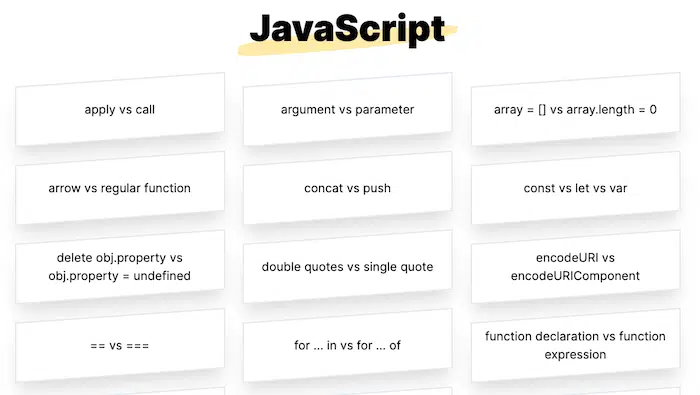 JavaScript
apply vs call
argument vs parameter
array = [] vs array.length = 0
arrow vs regular function
concat vs push
const vs let vs var
delete obj.property vs
obj.property = undefined
double quotes vs single quote
encodeURI vs
encodeURIComponent
== vs ===
for ... in vs for ... of
function declaration vs function
expression